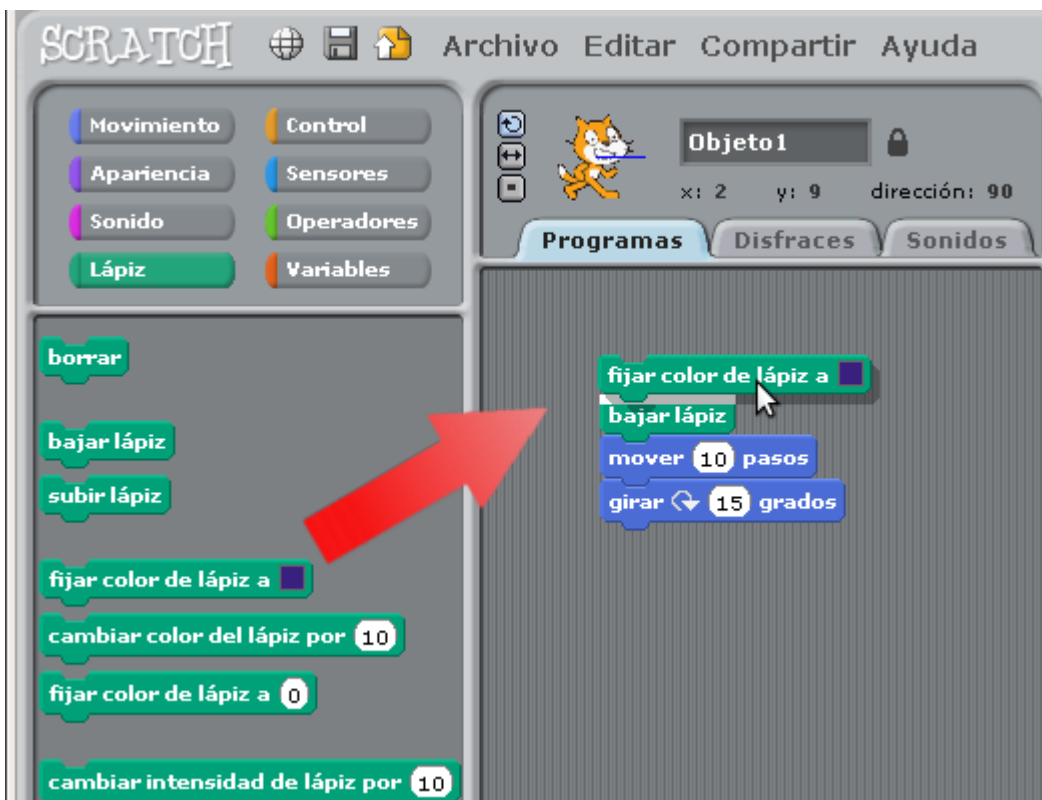 SCRATCH Archivo Editar Compartir Ayuda
Movimiento Control
Apariencia Sensores
Sonido Operadores
Lápiz Variables
Objeto1
x: 2 y: 9 dirección: 90
Programas Disfraces Sonidos
borrar
bajar lápiz
subir lápiz
fijar color de lápiz a
cambiar color del lápiz por 10
fijar color de lápiz a 0
cambiar intensidad de lápiz por 10
fijar color de lápiz a
bajar lápiz
mover 10 pasos
girar 15 grados